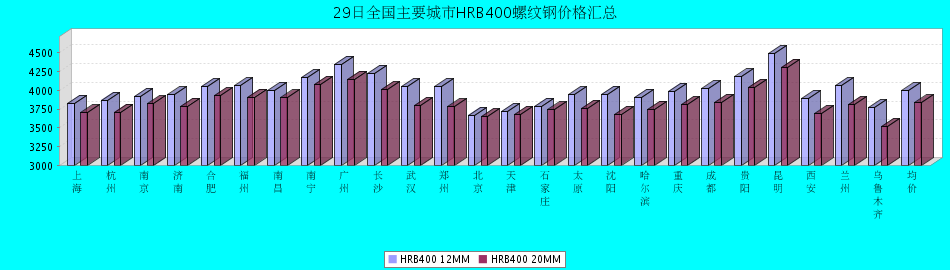 29日全国主要城市HRB400螺纹钢价格汇总
4500
4250
4000
3750
3500
3250
3000
上海
杭州
南京
济南
合肥
福州
南昌
南宁
广州
长沙
武汉
郑州
北京
天津
石家庄
太原
沈阳
哈尔滨
重庆
成都
贵阳
昆明
西安
兰州
乌鲁木齐
均价
HRB400 12MM
HRB400 20MM